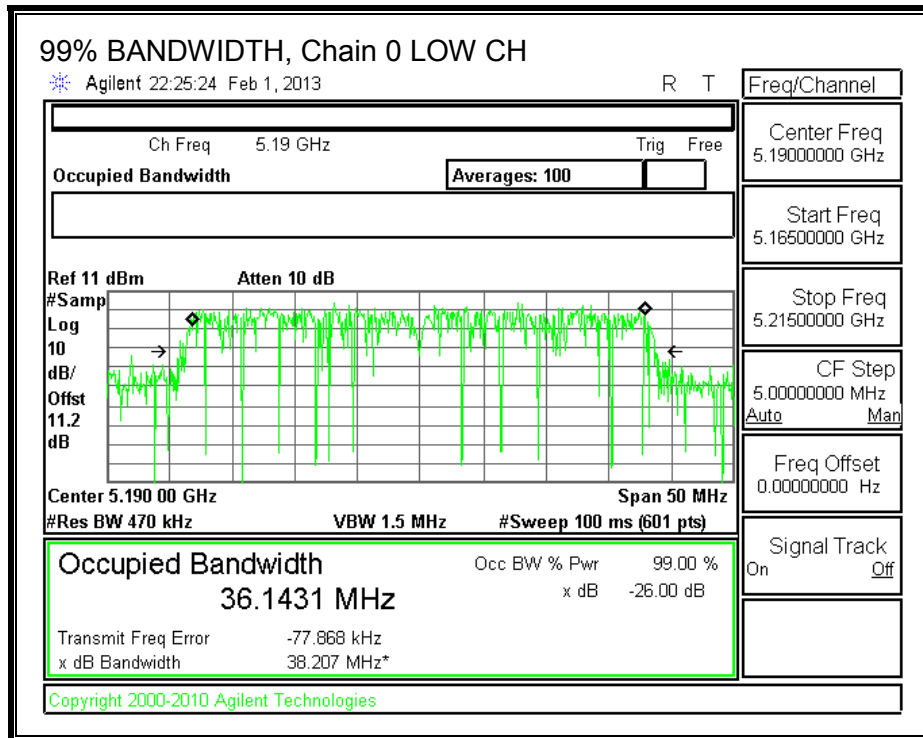 99% BANDWIDTH, Chain 0 LOW CH
Agilent 22:25:24 Feb 1, 2013 R T
Freq/Channel
Ch Freq 5.19 GHz Trig Free
Occupied Bandwidth Averages: 100
Center Freq
5.19000000 GHz
Start Freq
5.16500000 GHz
Stop Freq
5.21500000 GHz
CF Step
5.00000000 MHz
Auto Man
Freq Offset
0.00000000 Hz
Signal Track
On Off
Ref 11 dBm Atten 10 dB
#Samp
Log
10
dB/
Offst
11.2
dB
Center 5.190 00 GHz Span 50 MHz
#Res BW 470 kHz VBW 1.5 MHz #Sweep 100 ms (601 pts)
Occupied Bandwidth Occ BW % Pwr 99.00 %
36.1431 MHz x dB -26.00 dB
Transmit Freq Error -77.868 kHz
x dB Bandwidth 38.207 MHz*
Copyright 2000-2010 Agilent Technologies